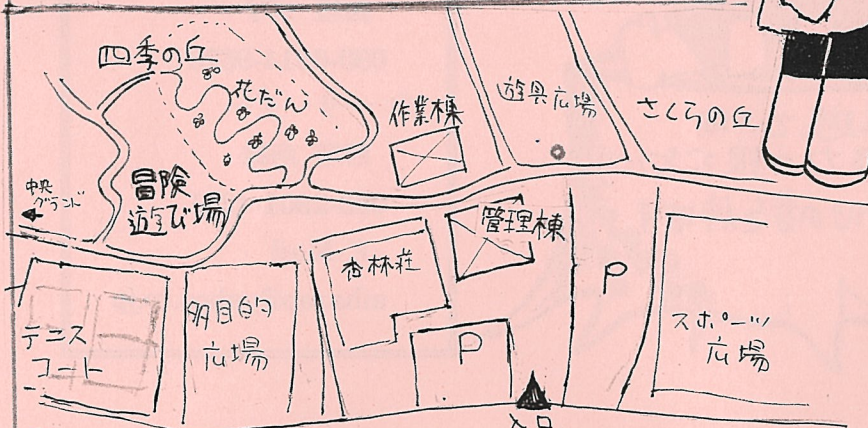 四季の丘
花だん
作業棟
遊具広場
さくらの丘
中央
グランド
冒険
遊び場
管理棟
杏林荘
P
P
テニス
コート
多目的
広場
スポーツ
広場
入口